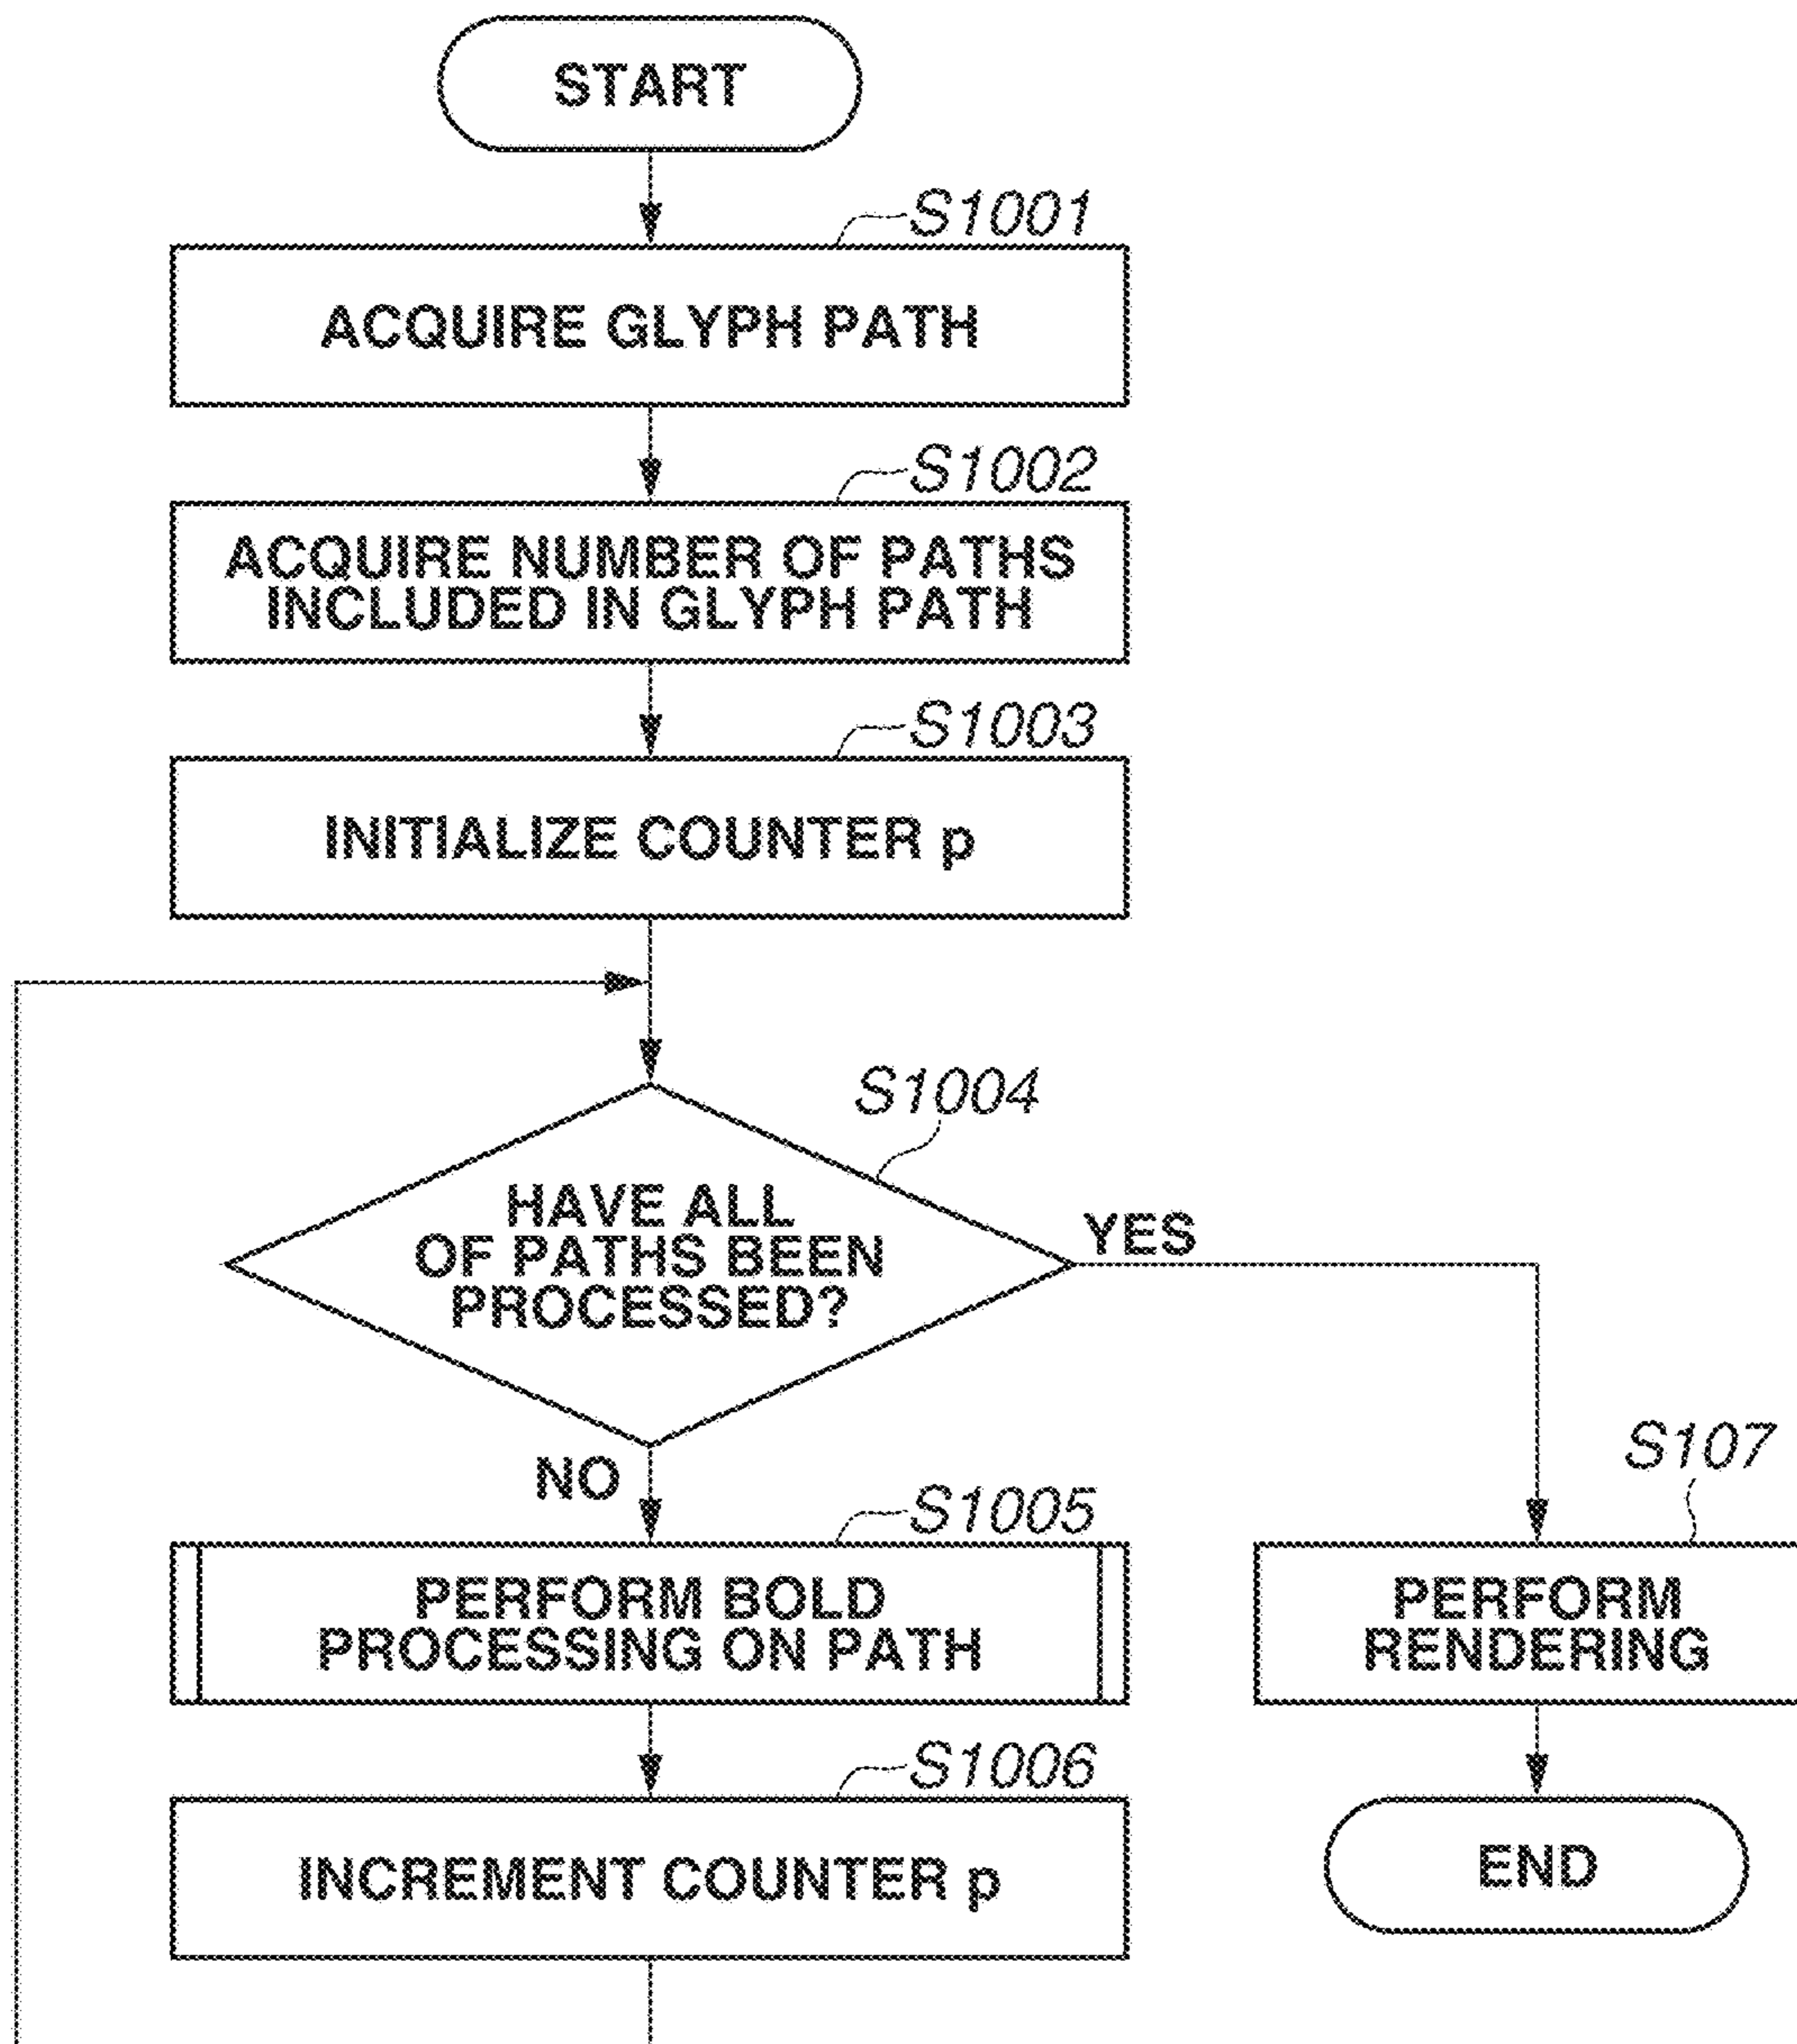 START
S1001
ACQUIRE GLYPH PATH
S1002
ACQUIRE NUMBER OF PATHS
INCLUDED IN GLYPH PATH
S1003
INITIALIZE COUNTER p
S1004
HAVE ALL
OF PATHS BEEN
PROCESSED?
YES
NO
S1005
PERFORM BOLD
PROCESSING ON PATH
S107
PERFORM
RENDERING
S1006
INCREMENT COUNTER p
END